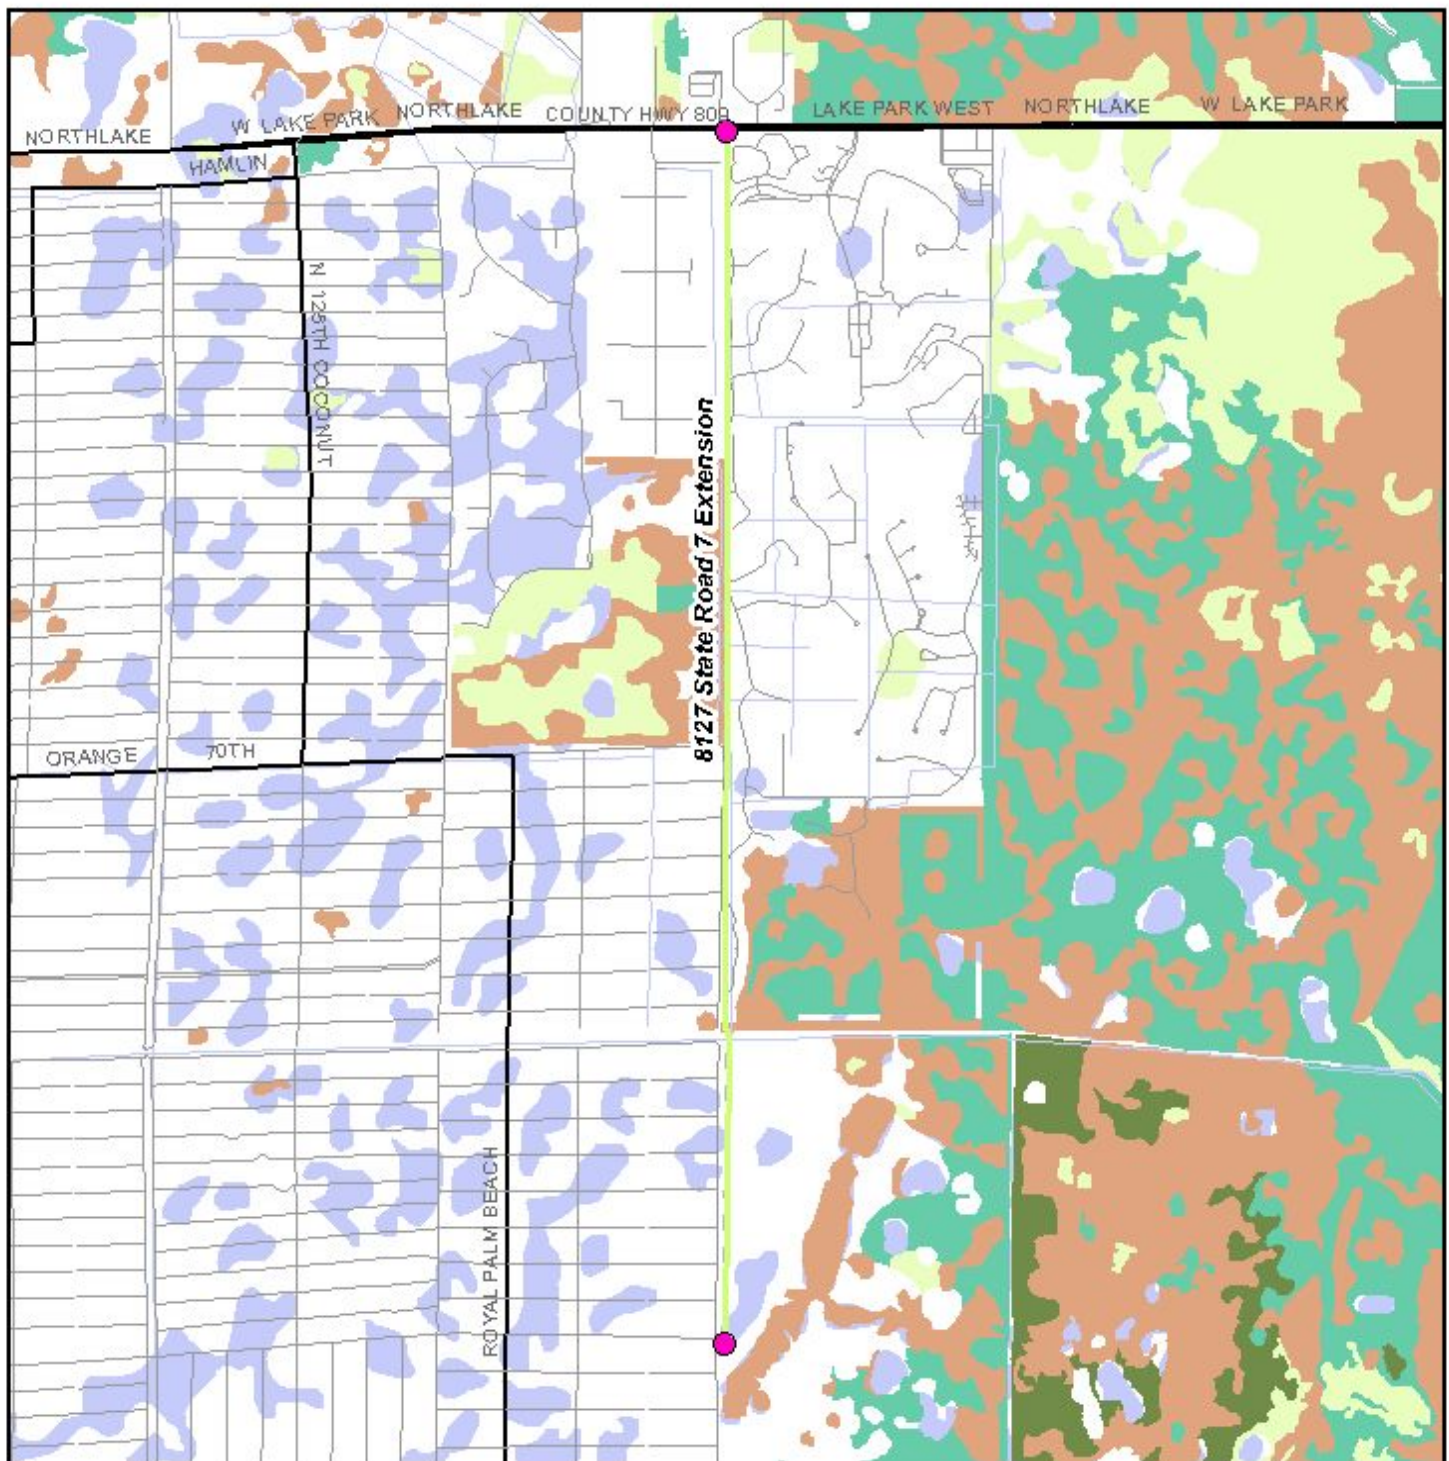 COUNTY HWY 809
LAKE PARK WEST
NORTHLAKE
W LAKE PARK
W LAKE PARK
NORTHLAKE
NORTHLAKE
HAMLIN
N 128TH COCONUT
8127 State Road 7 Extension
ORANGE
70TH
ROYAL PALM BEACH